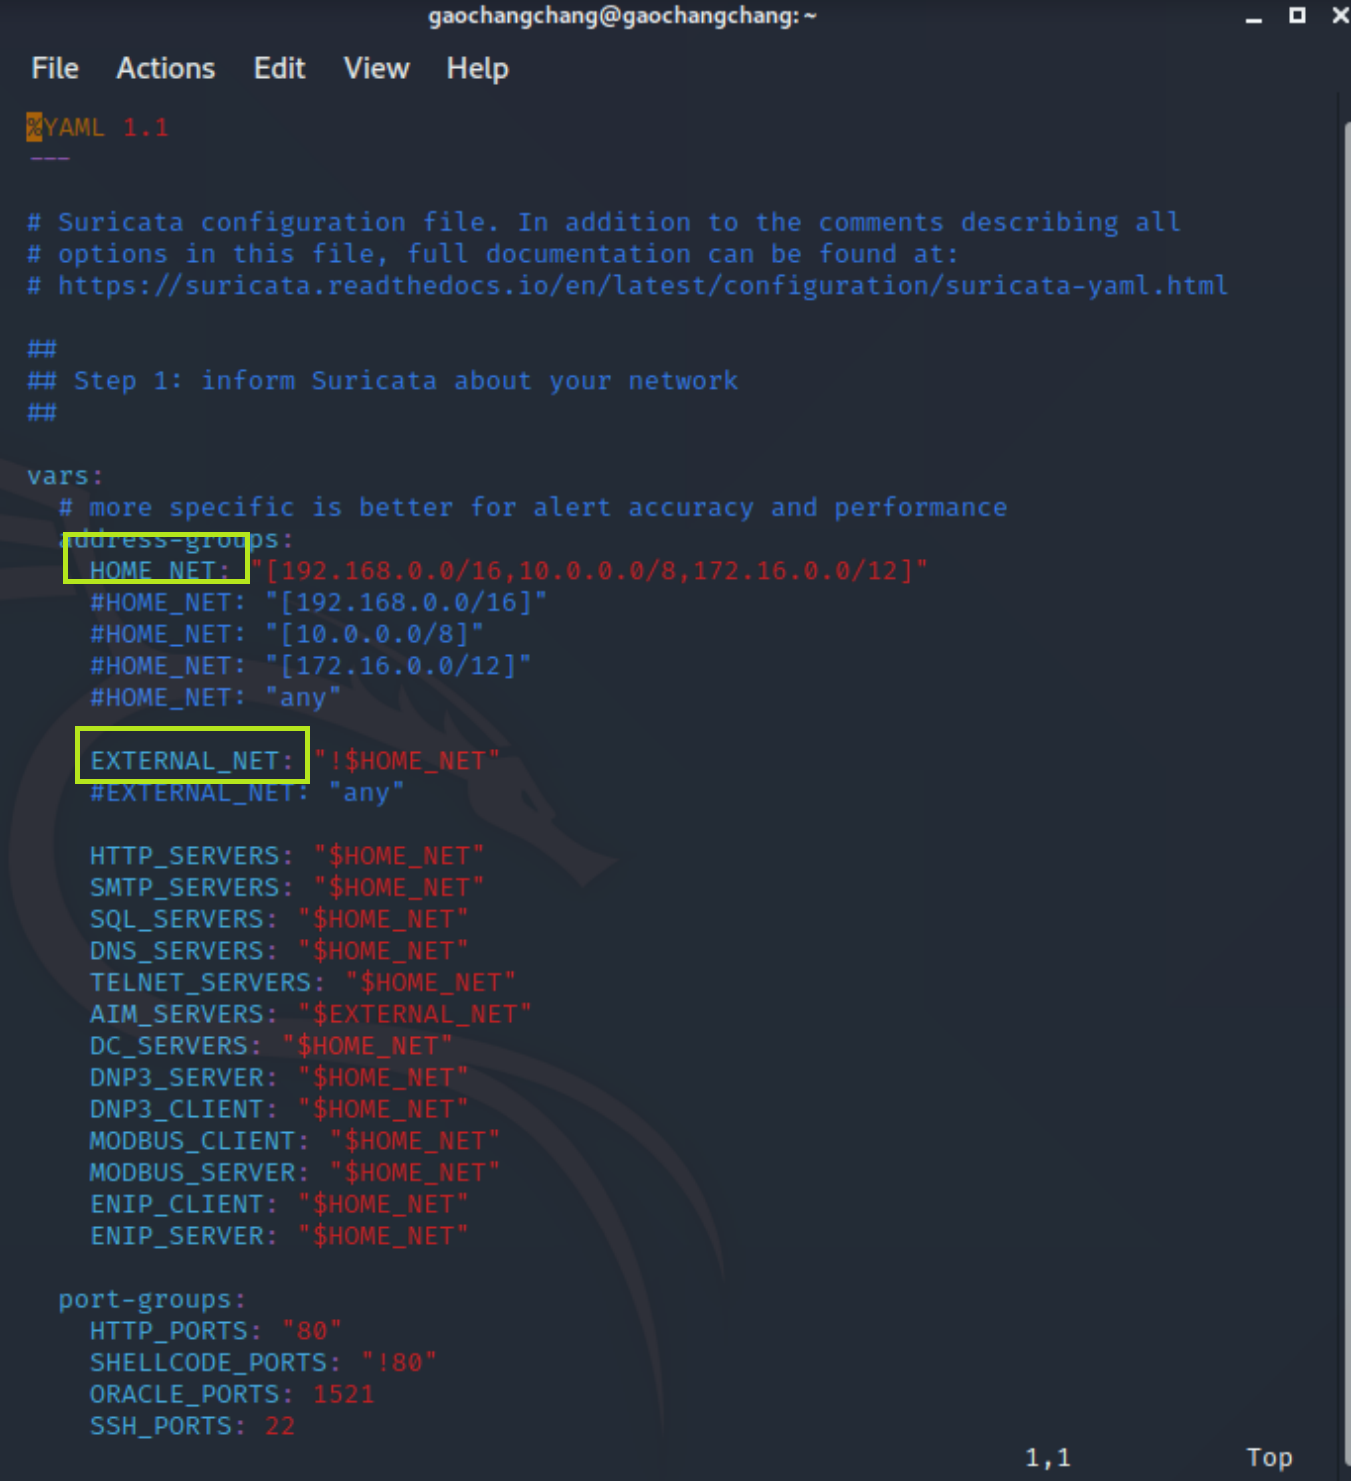 gaochangchang@gaochangchang:~
File Actions Edit View Help
%YAML 1.1
---
# Suricata configuration file. In addition to the comments describing all
# options in this file, full documentation can be found at:
# https://suricata.readthedocs.io/en/latest/configuration/suricata-yaml.html
##
## Step 1: inform Suricata about your network
##
vars:
# more specific is better for alert accuracy and performance
address-groups:
HOME_NET: "[192.168.0.0/16,10.0.0.0/8,172.16.0.0/12]"
#HOME_NET: "[192.168.0.0/16]"
#HOME_NET: "[10.0.0.0/8]"
#HOME_NET: "[172.16.0.0/12]"
#HOME_NET: "any"
EXTERNAL_NET: "!$HOME_NET"
#EXTERNAL_NET: "any"
HTTP_SERVERS: "$HOME_NET"
SMTP_SERVERS: "$HOME_NET"
SQL_SERVERS: "$HOME_NET"
DNS_SERVERS: "$HOME_NET"
TELNET_SERVERS: "$HOME_NET"
AIM_SERVERS: "$EXTERNAL_NET"
DC_SERVERS: "$HOME_NET"
DNP3_SERVER: "$HOME_NET"
DNP3_CLIENT: "$HOME_NET"
MODBUS_CLIENT: "$HOME_NET"
MODBUS_SERVER: "$HOME_NET"
ENIP_CLIENT: "$HOME_NET"
ENIP_SERVER: "$HOME_NET"
port-groups:
HTTP_PORTS: "80"
SHELLCODE_PORTS: "!80"
ORACLE_PORTS: 1521
SSH_PORTS: 22
1,1 Top